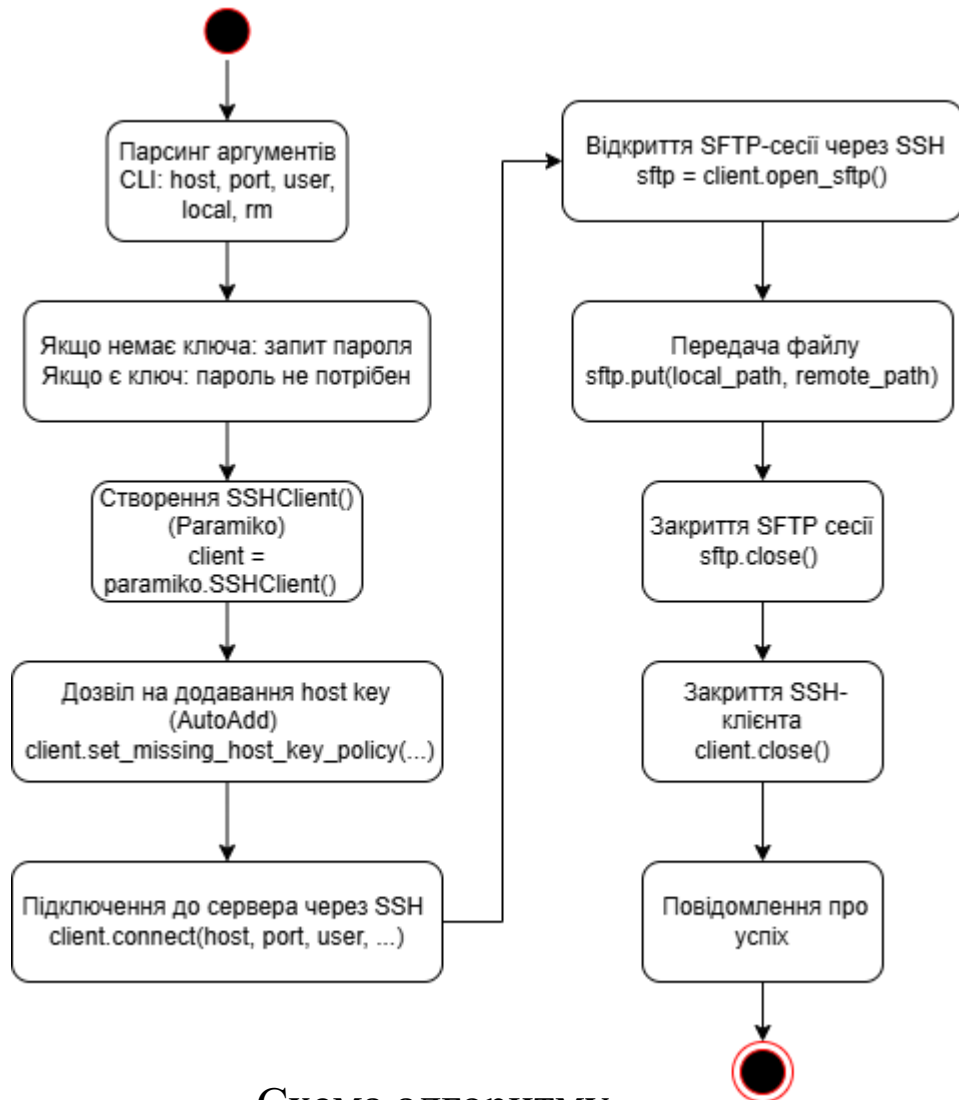 Парсинг аргументів
CLI: host, port, user,
local, rm
Якщо немає ключа: запит пароля
Якщо є ключ: пароль не потрібен
Створення SSHClient()
(Paramiko)
client =
paramiko.SSHClient()
Дозвіл на додавання host key
(AutoAdd)
client.set_missing_host_key_policy(...)
Підключення до сервера через SSH
client.connect(host, port, user, ...)
Відкриття SFTP-сесії через SSH
sftp = client.open_sftp()
Передача файлу
sftp.put(local_path, remote_path)
Закриття SFTP сесії
sftp.close()
Закриття SSH-
клієнта
client.close()
Повідомлення про
успіх
Схема алгоритму